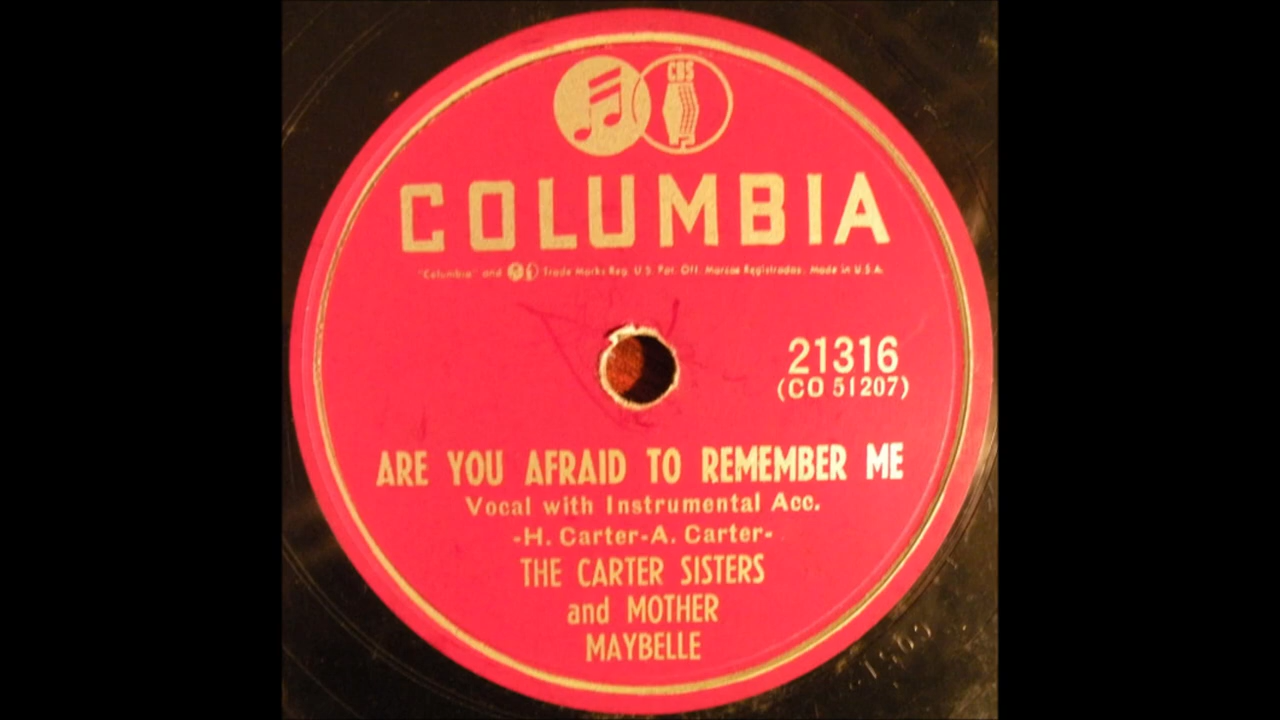 CBS
COLUMBIA
"Columbia" and Trade Marks Reg. U.S. Pat. Off. Marcas Registradas. Made in U.S.A.
21316
(CO 51207)
ARE YOU AFRAID TO REMEMBER ME
Vocal with Instrumental Acc.
-H. Carter-A. Carter-
THE CARTER SISTERS
and MOTHER
MAYBELLE